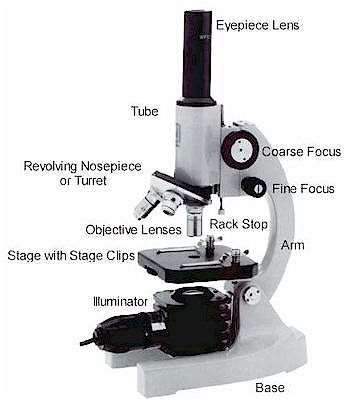 Eyepiece Lens
Tube
Coarse Focus
Revolving Nosepiece
or Turret
Fine Focus
Objective Lenses
Rack Stop
Arm
Stage with Stage Clips
Illuminator
Base